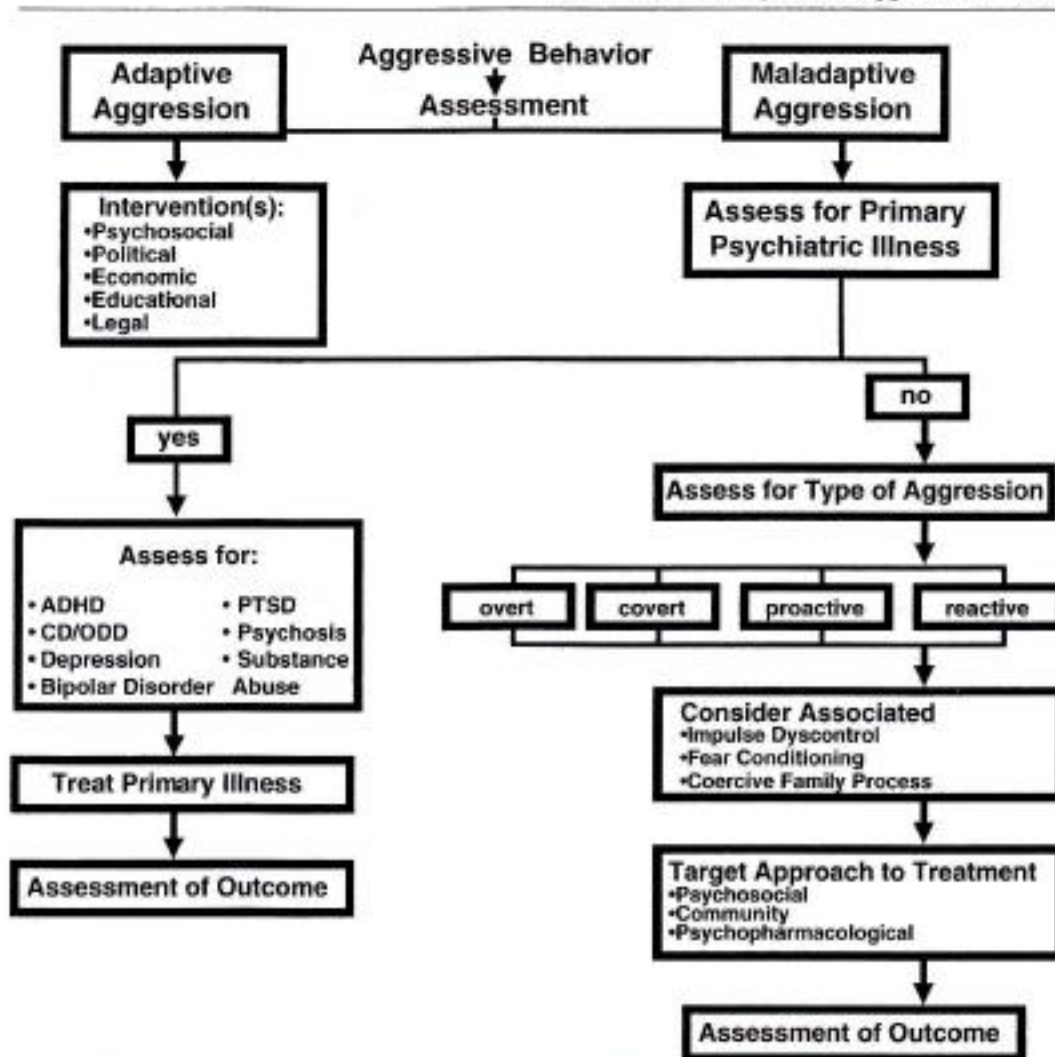 Aggressive Behavior
Assessment
Adaptive
Aggression
Maladaptive
Aggression
Intervention(s):
•Psychosocial
•Political
•Economic
•Educational
•Legal
Assess for Primary
Psychiatric Illness
yes
no
Assess for:
• ADHD
• CD/ODD
• Depression
• Bipolar Disorder
• PTSD
• Psychosis
• Substance
Abuse
Treat Primary Illness
Assessment of Outcome
Assess for Type of Aggression
overt
covert
proactive
reactive
Consider Associated
•Impulse Dyscontrol
•Fear Conditioning
•Coercive Family Process
Target Approach to Treatment
•Psychosocial
•Community
•Psychopharmacological
Assessment of Outcome